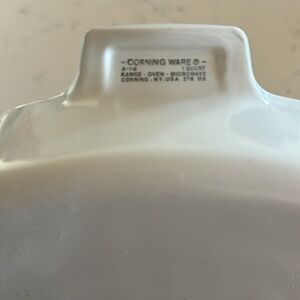 - CORNING WARE ® -
A-1-B 1 QUART
RANGE - OVEN - MICROWAVE
CORNING, NY. USA 278 MA